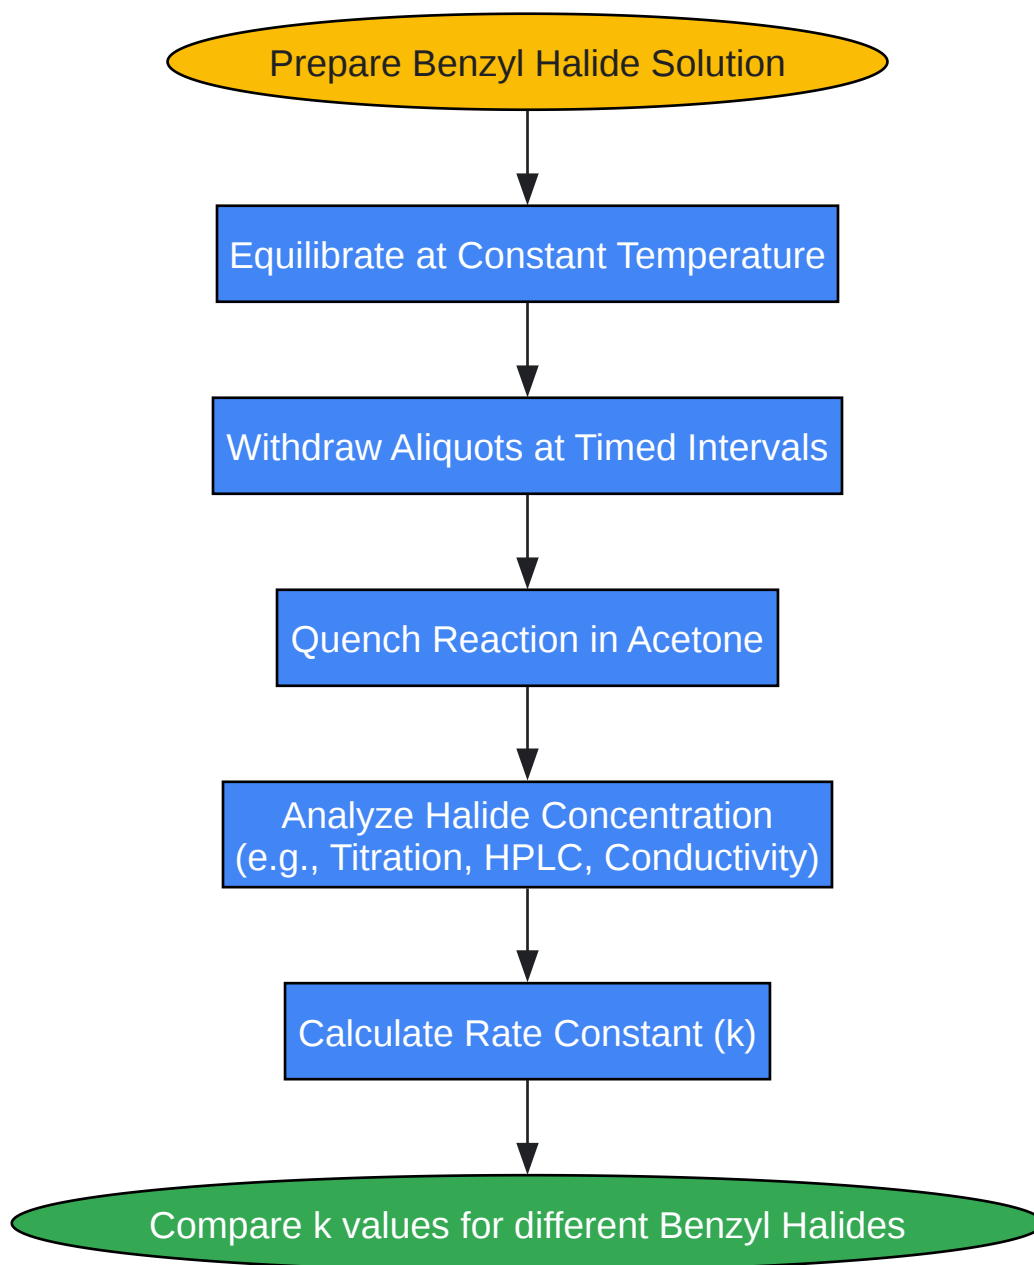 Prepare Benzyl Halide Solution
Equilibrate at Constant Temperature
Withdraw Aliquots at Timed Intervals
Quench Reaction in Acetone
Analyze Halide Concentration
(e.g., Titration, HPLC, Conductivity)
Calculate Rate Constant (k)
Compare k values for different Benzyl Halides